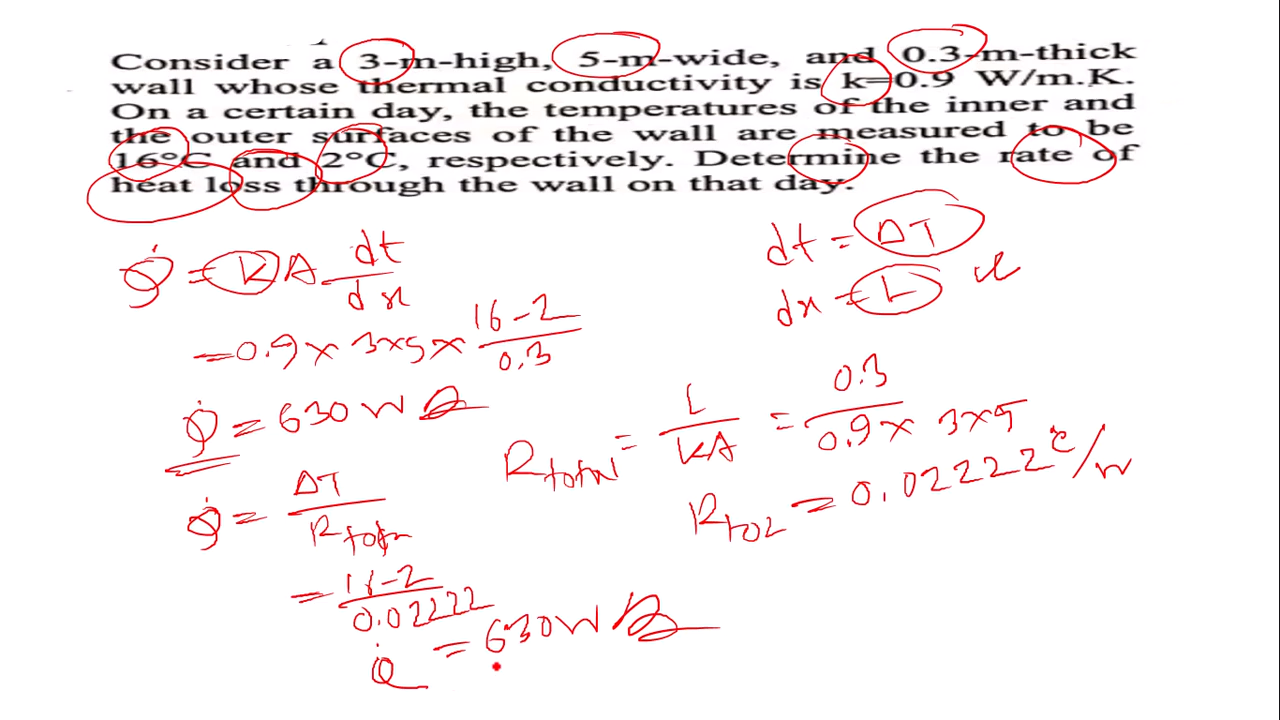 Consider a 3-m-high, 5-m-wide, and 0.3-m-thick
wall whose thermal conductivity is k=0.9 W/m.K.
On a certain day, the temperatures of the inner and
the outer surfaces of the wall are measured to be
16°C and 2°C, respectively. Determine the rate of
heat loss through the wall on that day.
Q̇ = KA dt/dx
= 0.9 × 3×5 × 16-2/0.3
Q̇ = 630 W
Q̇ = ΔT/Rtotal
= 16-2/0.02222
Q̇ = 630 W
dt = ΔT
dx = L
Rtotal = L/KA = 0.3/0.9 × 3×5
Rtot = 0.02222 °C/W